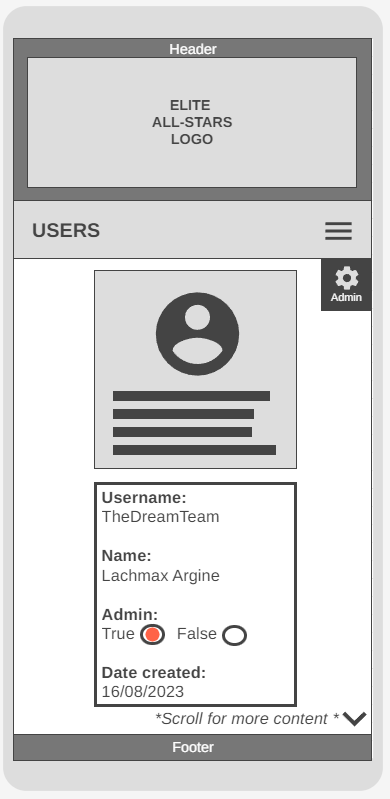 Header
ELITE
ALL-STARS
LOGO
USERS
Admin
Username:
TheDreamTeam
Name:
Lachmax Argine
Admin:
True False
Date created:
16/08/2023
*Scroll for more content *
Footer